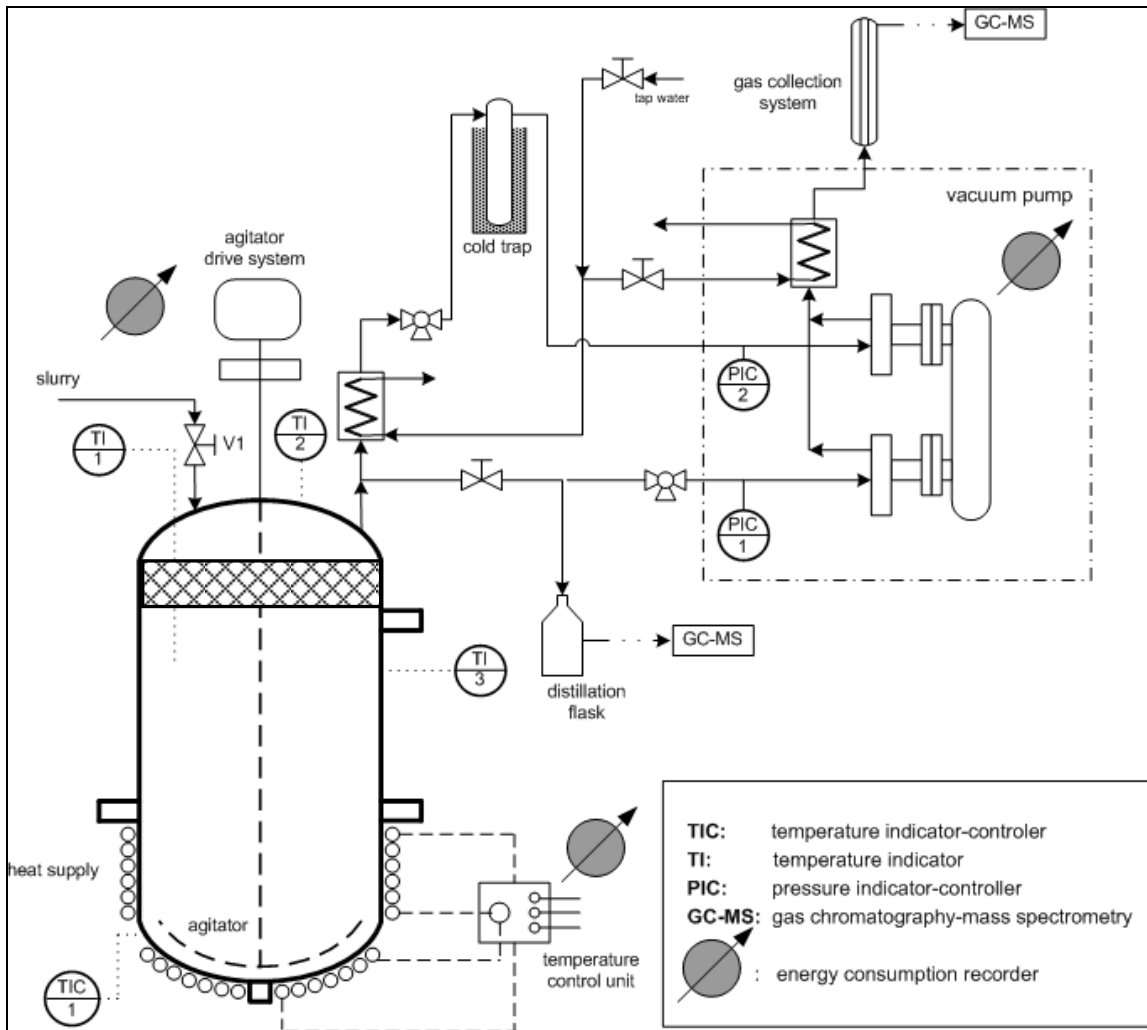 GC-MS
tap water
gas collection
system
vacuum pump
cold trap
agitator
drive system
slurry
TI
1
V1
TI
2
PIC
2
PIC
1
TI
3
GC-MS
distillation
flask
heat supply
agitator
TIC
1
temperature
control unit
TIC: temperature indicator-controler
TI: temperature indicator
PIC: pressure indicator-controller
GC-MS: gas chromatography-mass spectrometry
: energy consumption recorder